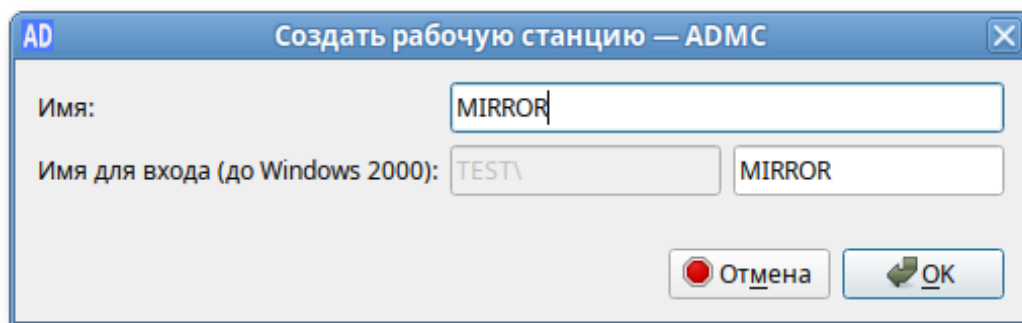 AD Создать рабочую станцию — ADMC
Имя: MIRROR
Имя для входа (до Windows 2000): TEST\ MIRROR
Отмена OK